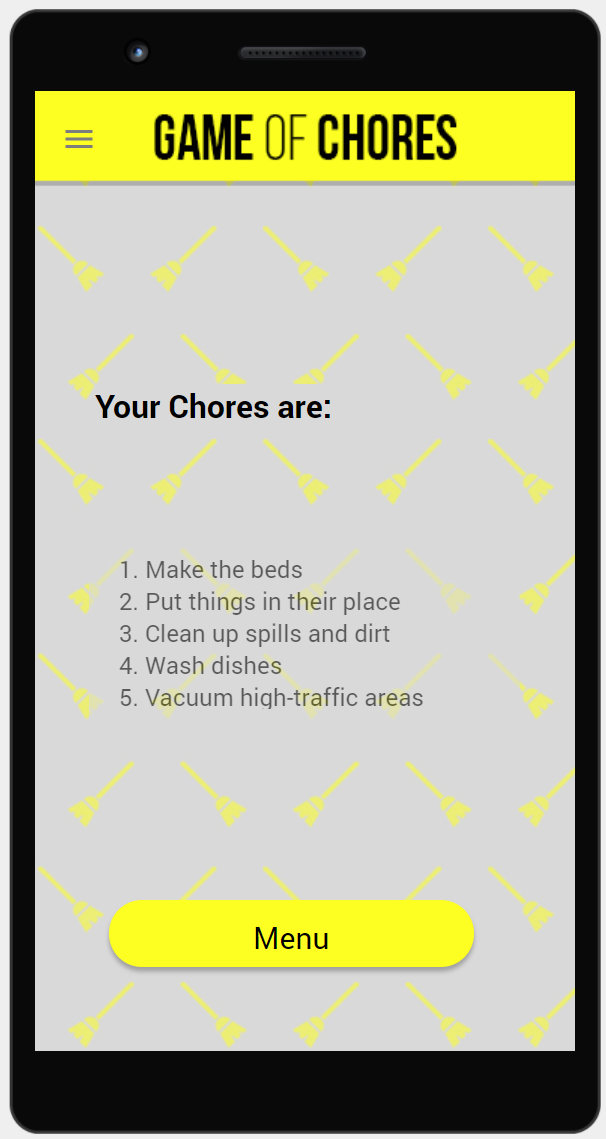 GAME OF CHORES
Your Chores are:
1. Make the beds
2. Put things in their place
3. Clean up spills and dirt
4. Wash dishes
5. Vacuum high-traffic areas
Menu